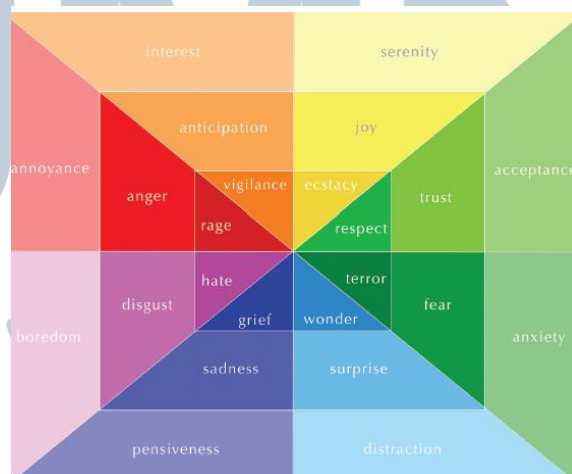 interest serenity
anticipation joy
annoyance vigilance ecstacy acceptance
anger trust
rage respect
hate terror
disgust fear
grief wonder
boredom anxiety
sadness surprise
pensiveness distraction